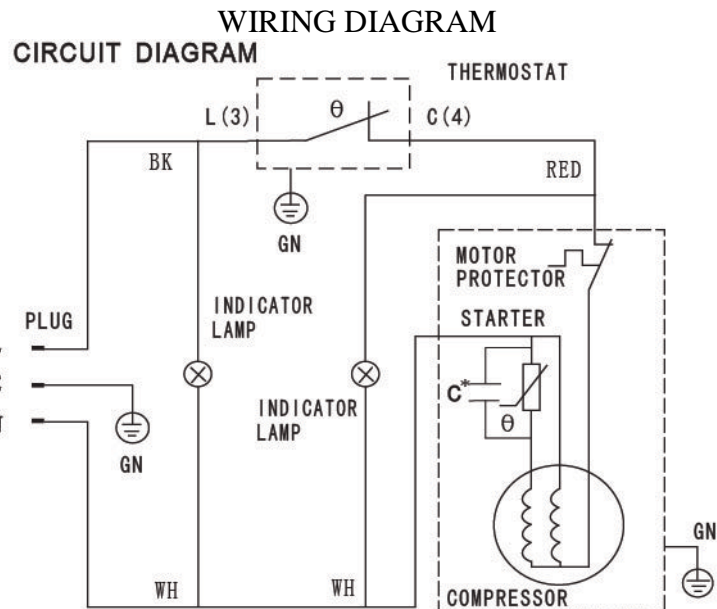 WIRING DIAGRAM
CIRCUIT DIAGRAM
THERMOSTAT
L(3)
θ
C(4)
BK
RED
GN
MOTOR
PROTECTOR
INDICATOR
LAMP
PLUG
STARTER
C*
θ
INDICATOR
LAMP
GN
GN
WH
WH
COMPRESSOR